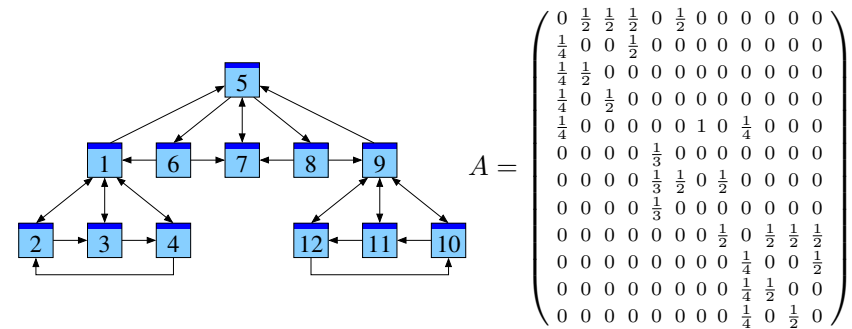 5
1 6 7 8 9
2 3 4 12 11 10
A =
0 1/2 1/2 1/2 0 1/2 0 0 0 0 0 0
1/4 0 0 1/2 0 0 0 0 0 0 0 0
1/4 1/2 0 0 0 0 0 0 0 0 0 0
1/4 0 1/2 0 0 0 0 0 0 0 0 0
1/4 0 0 0 0 0 1 0 1/4 0 0 0
0 0 0 0 1/3 0 0 0 0 0 0 0
0 0 0 0 1/3 1/2 0 1/2 0 0 0 0
0 0 0 0 1/3 0 0 0 0 0 0 0
0 0 0 0 0 0 0 1/2 0 1/2 1/2 1/2
0 0 0 0 0 0 0 0 1/4 0 0 1/2
0 0 0 0 0 0 0 0 1/4 1/2 0 0
0 0 0 0 0 0 0 0 1/4 0 1/2 0